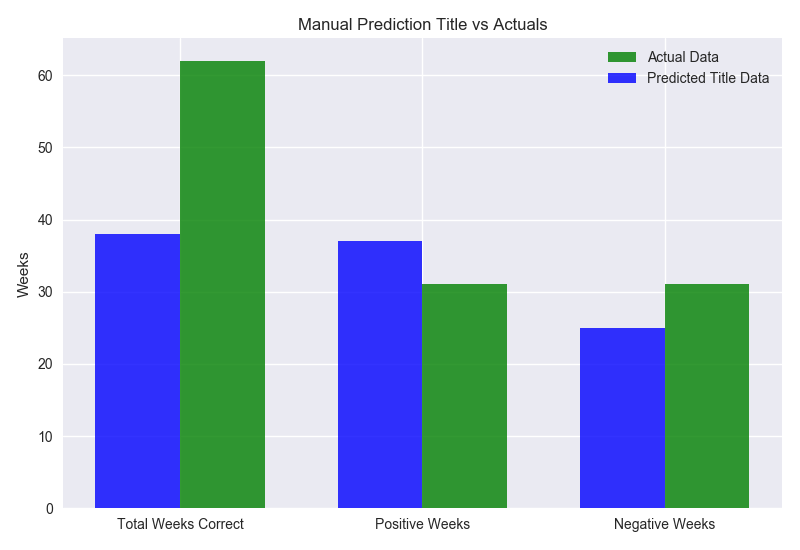 Manual Prediction Title vs Actuals
Actual Data
Predicted Title Data
Weeks
60
50
40
30
20
10
0
Total Weeks Correct
Positive Weeks
Negative Weeks